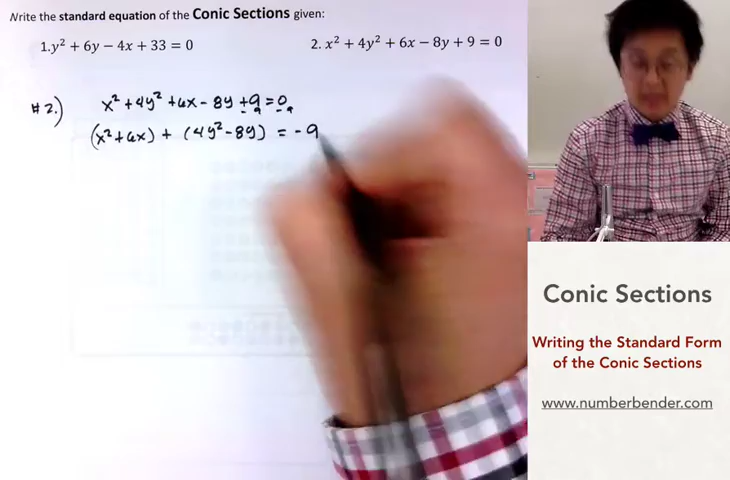 Write the standard equation of the Conic Sections given:
1.y² + 6y − 4x + 33 = 0
2. x² + 4y² + 6x − 8y + 9 = 0
#2.) x² + 4y² + 6x - 8y + 9 = 0
(x² + 6x) + (4y² - 8y) = - 9
Conic Sections
Writing the Standard Form
of the Conic Sections
www.numberbender.com